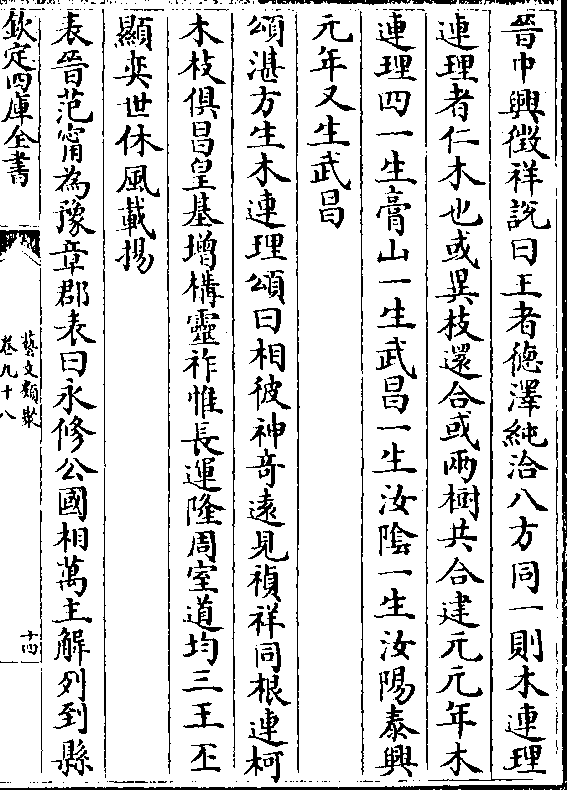 晉中興徵祥說曰王者德澤純洽八方同一則木連理
連理者仁木也或異枝還合或兩樹共合建元元年木
連理四一生膏山一生武昌一生汝陰一生汝陽泰興
元年又生武昌
頌湛方生木連理頌曰相彼神奇遠見禎祥同根連柯
木枝俱昌皇基增構靈祚惟長運隆周室道均三王丕
顯奕世休風載揚
表晉范甯為豫章郡表曰永修公國相萬主解列到縣
欽定四庫全書
藝文類聚
卷九十八
十四